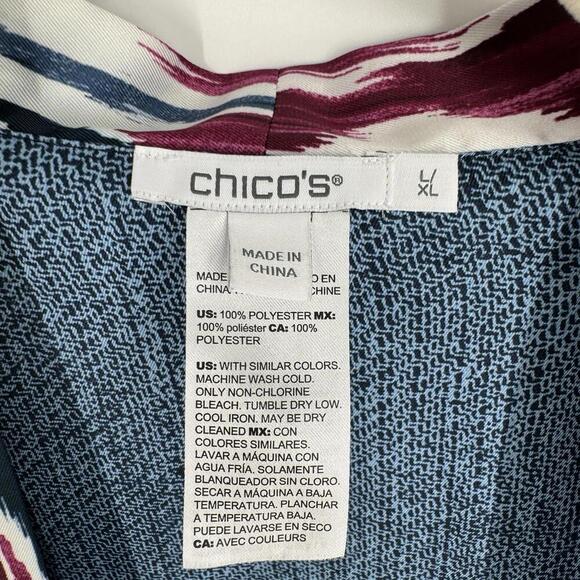 chico's®
L/
XL
MADE IN
CHINA
MADE O EN
CHINA CHINE
US: 100% POLYESTER MX:
100% poliéster CA: 100%
POLYESTER
US: WITH SIMILAR COLORS.
MACHINE WASH COLD.
ONLY NON-CHLORINE
BLEACH. TUMBLE DRY LOW.
COOL IRON. MAY BE DRY
CLEANED MX: CON
COLORES SIMILARES.
LAVAR A MÁQUINA CON
AGUA FRÍA. SOLAMENTE
BLANQUEADOR SIN CLORO.
SECAR A MÁQUINA A BAJA
TEMPERATURA. PLANCHAR
A TEMPERATURA BAJA.
PUEDE LAVARSE EN SECO
CA: AVEC COULEURS